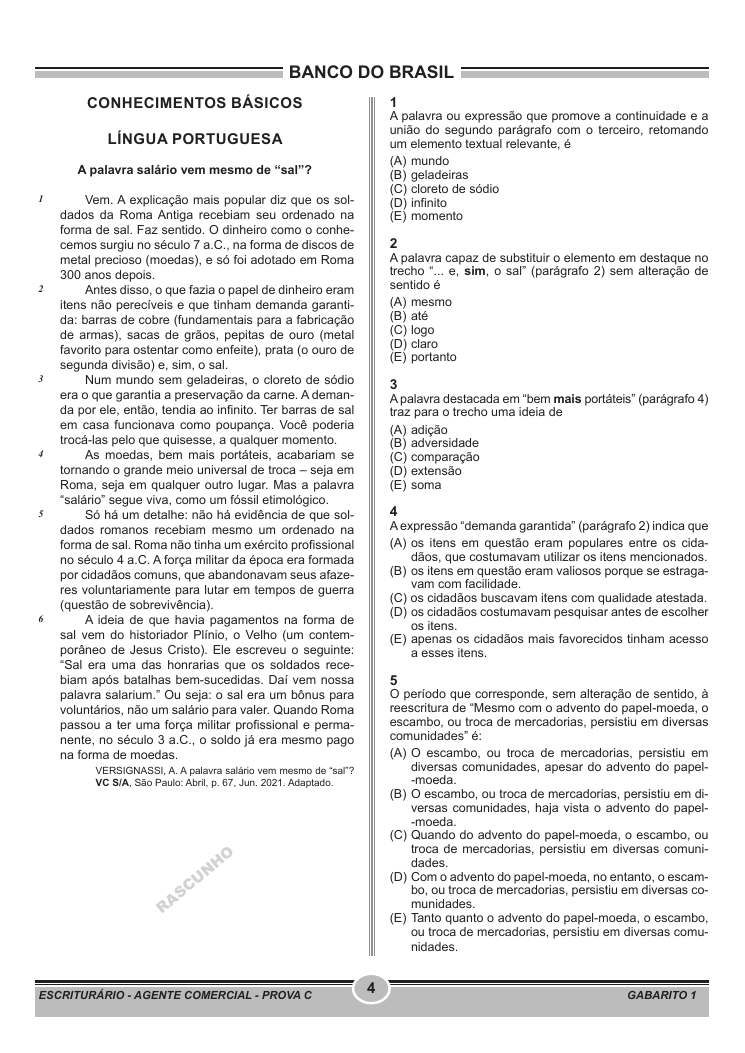 BANCO DO BRASIL
CONHECIMENTOS BÁSICOS
LÍNGUA PORTUGUESA
A palavra salário vem mesmo de “sal”?
1 Vem. A explicação mais popular diz que os sol-
dados da Roma Antiga recebiam seu ordenado na
forma de sal. Faz sentido. O dinheiro como o conhe-
cemos surgiu no século 7 a.C., na forma de discos de
metal precioso (moedas), e só foi adotado em Roma
300 anos depois.
2 Antes disso, o que fazia o papel de dinheiro eram
itens não perecíveis e que tinham demanda garanti-
da: barras de cobre (fundamentais para a fabricação
de armas), sacas de grãos, pepitas de ouro (metal
favorito para ostentar como enfeite), prata (o ouro de
segunda divisão) e, sim, o sal.
3 Num mundo sem geladeiras, o cloreto de sódio
era o que garantia a preservação da carne. A deman-
da por ele, então, tendia ao infinito. Ter barras de sal
em casa funcionava como poupança. Você poderia
trocá-las pelo que quisesse, a qualquer momento.
4 As moedas, bem mais portáteis, acabariam se
tornando o grande meio universal de troca – seja em
Roma, seja em qualquer outro lugar. Mas a palavra
“salário” segue viva, como um fóssil etimológico.
5 Só há um detalhe: não há evidência de que sol-
dados romanos recebiam mesmo um ordenado na
forma de sal. Roma não tinha um exército profissional
no século 4 a.C. A força militar da época era formada
por cidadãos comuns, que abandonavam seus afaze-
res voluntariamente para lutar em tempos de guerra
(questão de sobrevivência).
6 A ideia de que havia pagamentos na forma de
sal vem do historiador Plínio, o Velho (um contem-
porâneo de Jesus Cristo). Ele escreveu o seguinte:
“Sal era uma das honrarias que os soldados rece-
biam após batalhas bem-sucedidas. Daí vem nossa
palavra salarium.” Ou seja: o sal era um bônus para
voluntários, não um salário para valer. Quando Roma
passou a ter uma força militar profissional e perma-
nente, no século 3 a.C., o soldo já era mesmo pago
na forma de moedas.
VERSIGNASSI, A. A palavra salário vem mesmo de “sal”?
VC S/A, São Paulo: Abril, p. 67, Jun. 2021. Adaptado.
RASCUNHO
1
A palavra ou expressão que promove a continuidade e a
união do segundo parágrafo com o terceiro, retomando
um elemento textual relevante, é
(A) mundo
(B) geladeiras
(C) cloreto de sódio
(D) infinito
(E) momento
2
A palavra capaz de substituir o elemento em destaque no
trecho “... e, sim, o sal” (parágrafo 2) sem alteração de
sentido é
(A) mesmo
(B) até
(C) logo
(D) claro
(E) portanto
3
A palavra destacada em “bem mais portáteis” (parágrafo 4)
traz para o trecho uma ideia de
(A) adição
(B) adversidade
(C) comparação
(D) extensão
(E) soma
4
A expressão “demanda garantida” (parágrafo 2) indica que
(A) os itens em questão eram populares entre os cida-
dãos, que costumavam utilizar os itens mencionados.
(B) os itens em questão eram valiosos porque se estraga-
vam com facilidade.
(C) os cidadãos buscavam itens com qualidade atestada.
(D) os cidadãos costumavam pesquisar antes de escolher
os itens.
(E) apenas os cidadãos mais favorecidos tinham acesso
a esses itens.
5
O período que corresponde, sem alteração de sentido, à
reescritura de “Mesmo com o advento do papel-moeda, o
escambo, ou troca de mercadorias, persistiu em diversas
comunidades” é:
(A) O escambo, ou troca de mercadorias, persistiu em
diversas comunidades, apesar do advento do papel-
-moeda.
(B) O escambo, ou troca de mercadorias, persistiu em di-
versas comunidades, haja vista o advento do papel-
-moeda.
(C) Quando do advento do papel-moeda, o escambo, ou
troca de mercadorias, persistiu em diversas comuni-
dades.
(D) Com o advento do papel-moeda, no entanto, o escam-
bo, ou troca de mercadorias, persistiu em diversas co-
munidades.
(E) Tanto quanto o advento do papel-moeda, o escambo,
ou troca de mercadorias, persistiu em diversas comu-
nidades.
ESCRITURÁRIO - AGENTE COMERCIAL - PROVA C
4
GABARITO 1